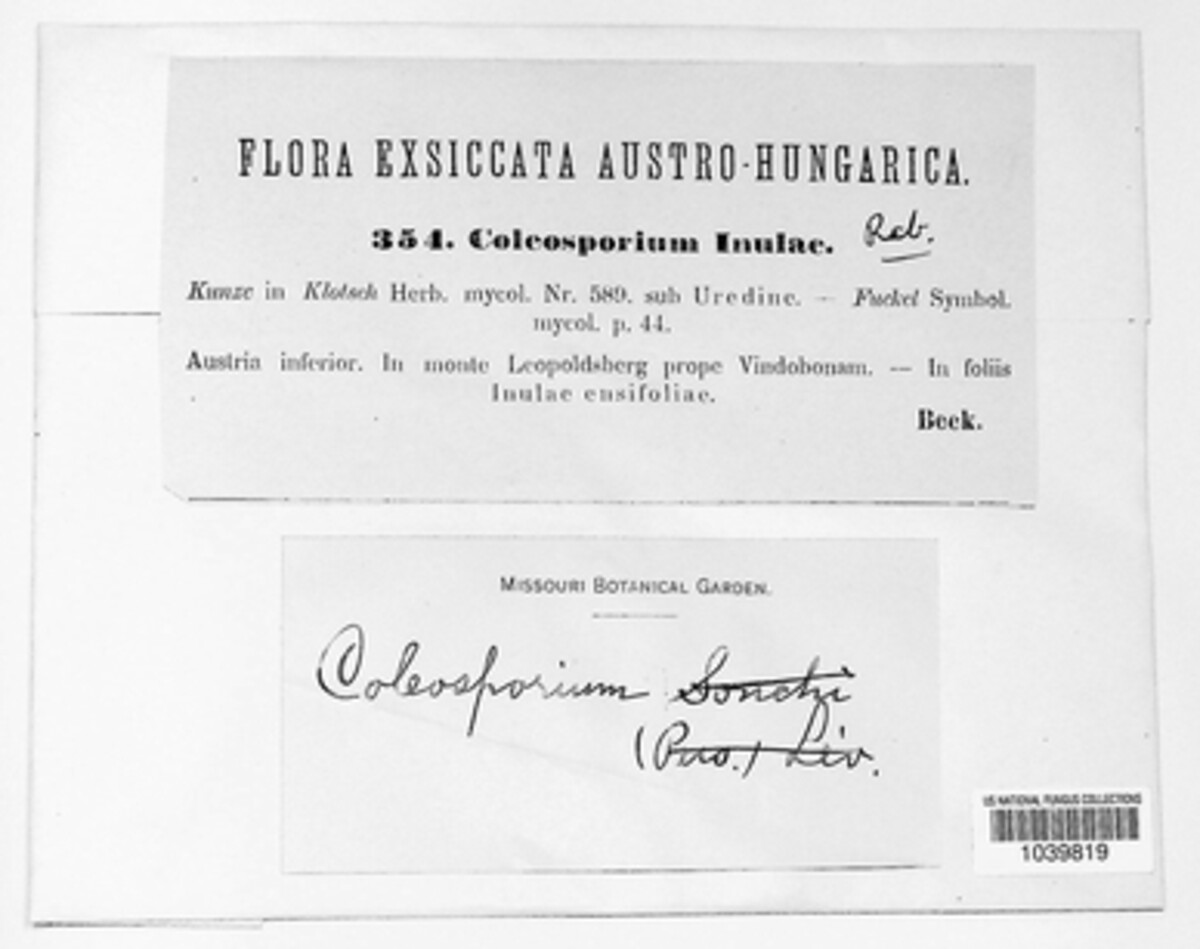 FLORA EXSICCATA AUSTRO-HUNGARICA.
354. Coleosporium Inulae. Rab.
Kunze in Klotsch Herb. mycol. Nr. 589. sub Uredine. — Fuckel Symbol.
mycol. p. 44.
Austria inferior. In monte Leopoldsberg prope Vindobonam. — In foliis
Inulae ensifoliae.
Beck.
MISSOURI BOTANICAL GARDEN.
Coleosporium Sonchi
(Pers.) Lév.
US NATIONAL FUNGUS COLLECTIONS
1039819